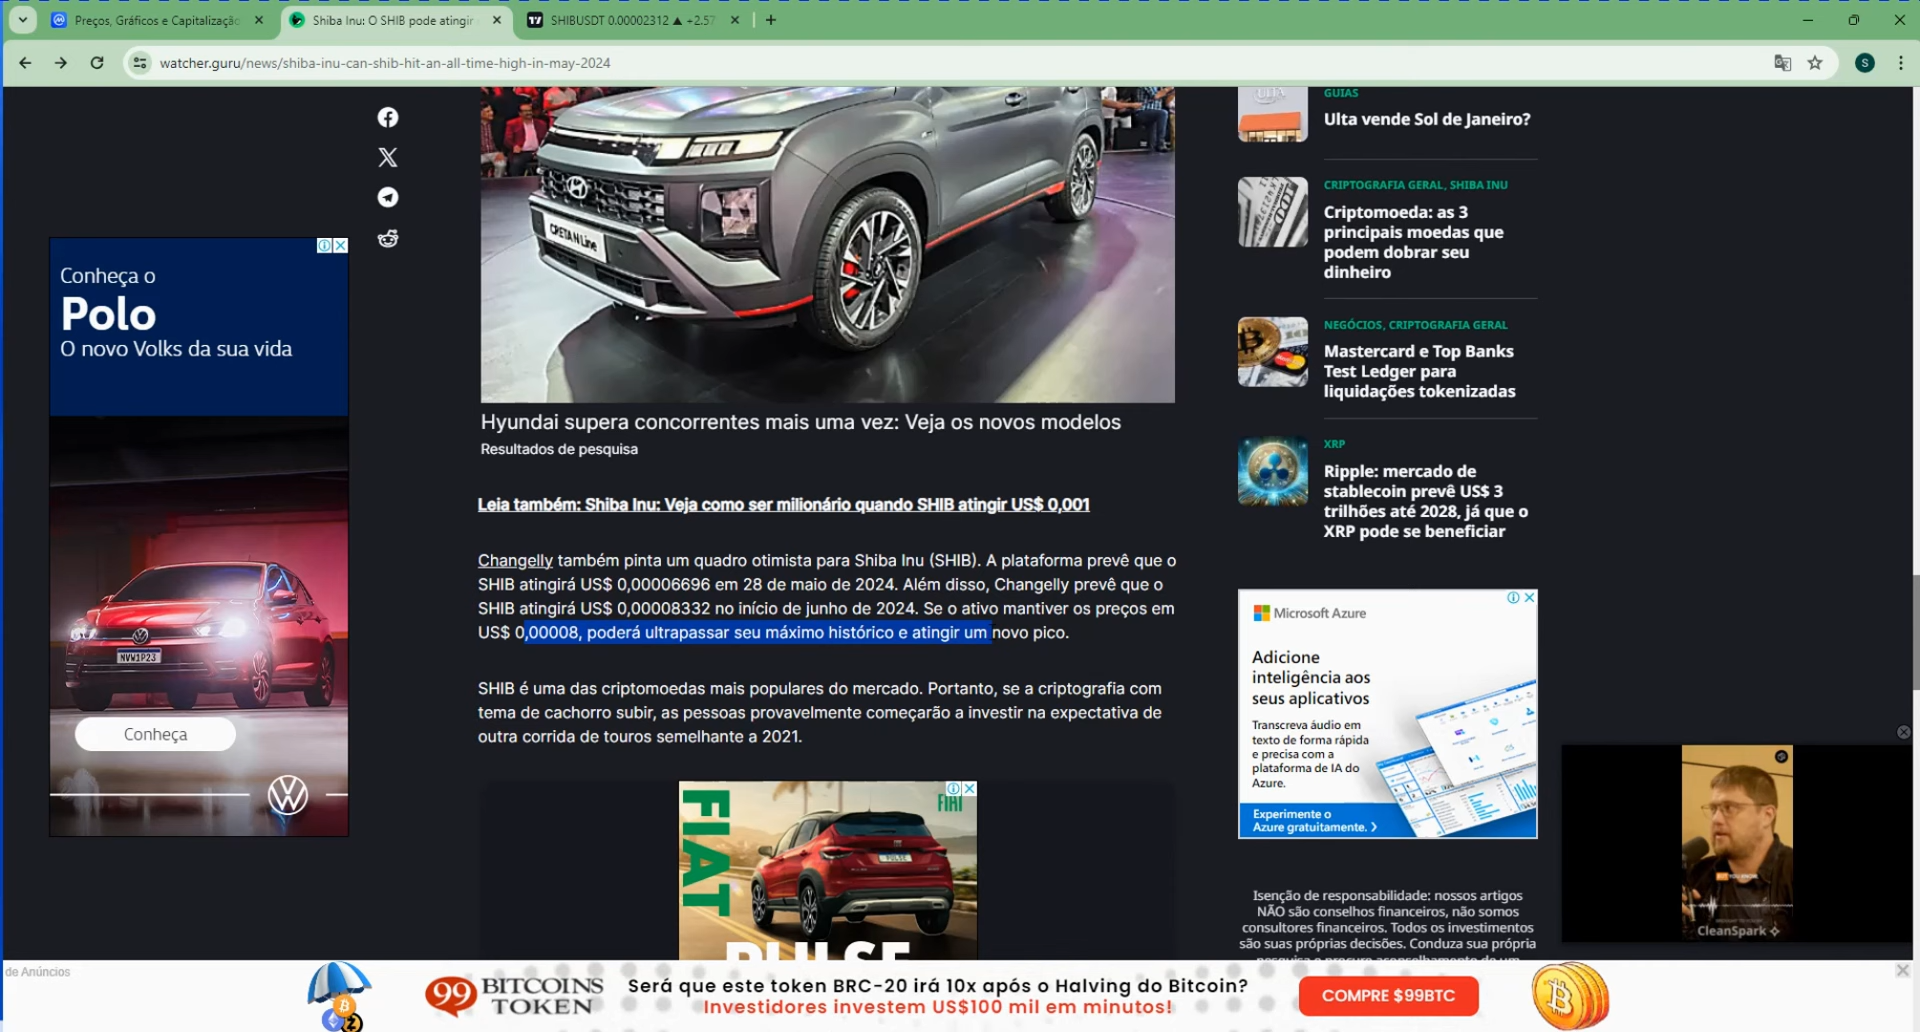 Preços, Gráficos e Capitalização
Shiba Inu: O SHIB pode atingir
SHIBUSDT 0.00002312 ▲ +2.57
watcher.guru/news/shiba-inu-can-shib-hit-an-all-time-high-in-may-2024
S
Conheça o
Polo
O novo Volks da sua vida
NVW1P23
Conheça
CRETA N Line
Hyundai supera concorrentes mais uma vez: Veja os novos modelos
Resultados de pesquisa
Leia também: Shiba Inu: Veja como ser milionário quando SHIB atingir US$ 0,001
Changelly também pinta um quadro otimista para Shiba Inu (SHIB). A plataforma prevê que o
SHIB atingirá US$ 0,00006696 em 28 de maio de 2024. Além disso, Changelly prevê que o
SHIB atingirá US$ 0,00008332 no início de junho de 2024. Se o ativo mantiver os preços em
US$ 0,00008, poderá ultrapassar seu máximo histórico e atingir um novo pico.
SHIB é uma das criptomoedas mais populares do mercado. Portanto, se a criptografia com
tema de cachorro subir, as pessoas provavelmente começarão a investir na expectativa de
outra corrida de touros semelhante a 2021.
FIAT
FIAT
PULSE
PULSE
GUIAS
Ulta vende Sol de Janeiro?
CRIPTOGRAFIA GERAL, SHIBA INU
Criptomoeda: as 3
principais moedas que
podem dobrar seu
dinheiro
NEGÓCIOS, CRIPTOGRAFIA GERAL
Mastercard e Top Banks
Test Ledger para
liquidações tokenizadas
XRP
Ripple: mercado de
stablecoin prevê US$ 3
trilhões até 2028, já que o
XRP pode se beneficiar
Microsoft Azure
Adicione
inteligência aos
seus aplicativos
Transcreva áudio em
texto de forma rápida
e precisa com a
plataforma de IA do
Azure.
Experimente o
Azure gratuitamente. ❯
Isenção de responsabilidade: nossos artigos
NÃO são conselhos financeiros, não somos
consultores financeiros. Todos os investimentos
são suas próprias decisões. Conduza sua própria
CleanSpark
de Anúncios
99 BITCOINS
TOKEN
Será que este token BRC-20 irá 10x após o Halving do Bitcoin?
Investidores investem US$100 mil em minutos!
COMPRE $99BTC